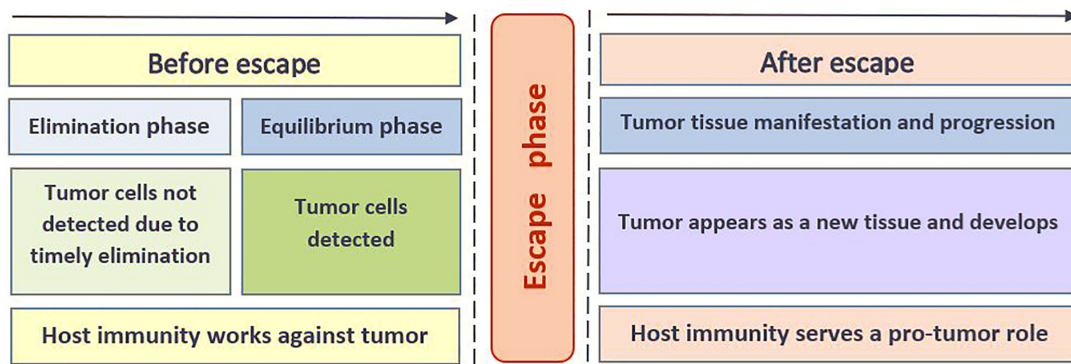 Before escape
Elimination phase
Equilibrium phase
Tumor cells not
detected due to
timely elimination
Tumor cells
detected
Host immunity works against tumor
Escape phase
After escape
Tumor tissue manifestation and progression
Tumor appears as a new tissue and develops
Host immunity serves a pro-tumor role